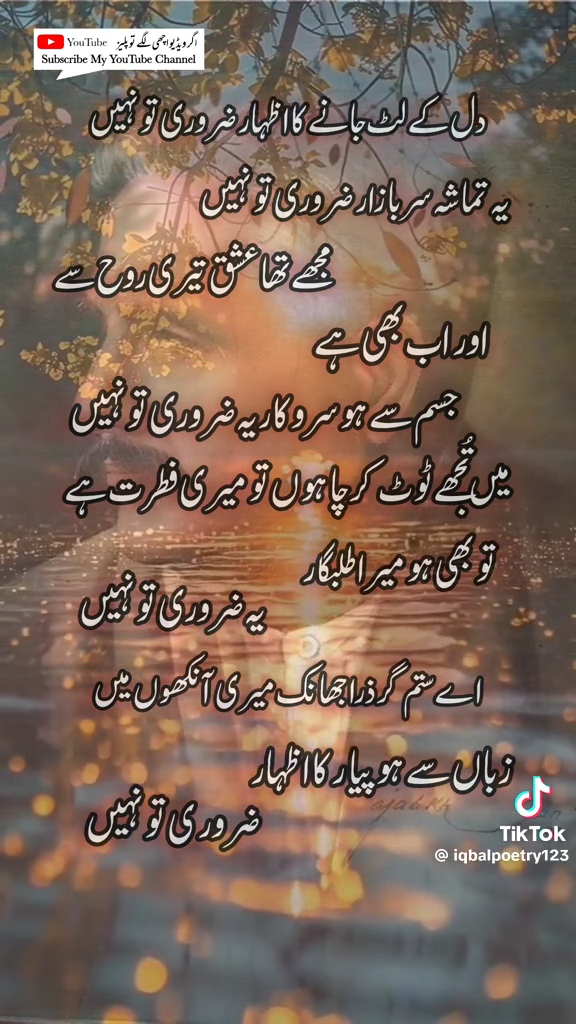 YouTube اگر ویڈیو اچھی لگے تو پلیز
Subscribe My YouTube Channel
دل کے لٹ جانے کا اظہار ضروری تو نہیں
یہ تماشہ سر بازار ضروری تو نہیں
مجھے تھا عشق تیری روح سے
اور اب بھی ہے
جسم سے ہو سروکار یہ ضروری تو نہیں
میں تُجھے ٹوٹ کر چاہوں تو میری فطرت ہے
تو بھی ہو میرا طلبگار
یہ ضروری تو نہیں
اے ستم گر ذرا جھانک میری آنکھوں میں
زباں سے ہو پیار کا اظہار
ضروری تو نہیں
TikTok
@ iqbalpoetry123